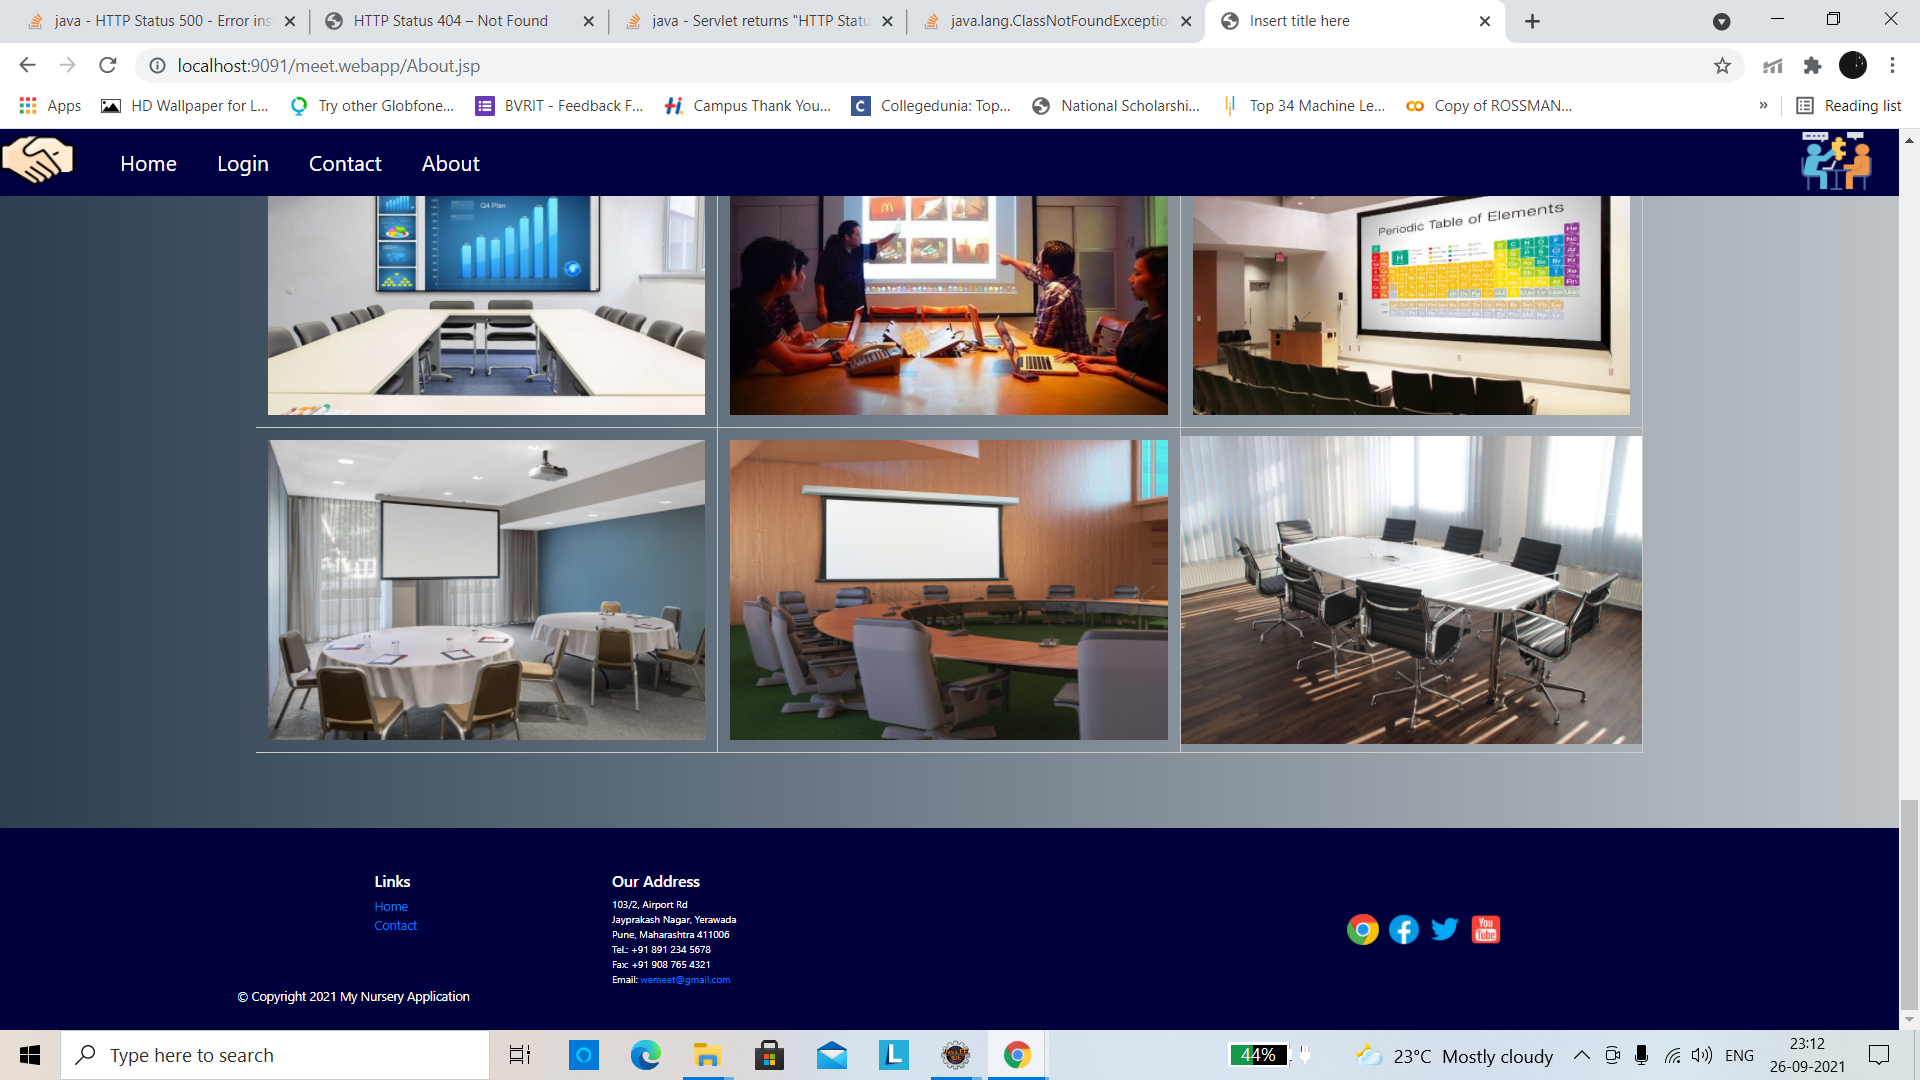 java - HTTP Status 500 - Error ins
HTTP Status 404 – Not Found
java - Servlet returns "HTTP Statu
java.lang.ClassNotFoundExceptio
Insert title here
localhost:9091/meet.webapp/About.jsp
Apps
HD Wallpaper for L...
Try other Globfone...
BVRIT - Feedback F...
Campus Thank You...
Collegedunia: Top...
National Scholarshi...
Top 34 Machine Le...
Copy of ROSSMAN...
»
Reading list
Home
Login
Contact
About
Q4 Plan
Periodic Table of Elements
H
He
Links
Home
Contact
Our Address
103/2, Airport Rd
Jayprakash Nagar, Yerawada
Pune, Maharashtra 411006
Tel.: +91 891 234 5678
Fax: +91 908 765 4321
Email: wemeet@gmail.com
You
Tube
© Copyright 2021 My Nursery Application
Type here to search
44%
23°C Mostly cloudy
ENG
23:12
26-09-2021